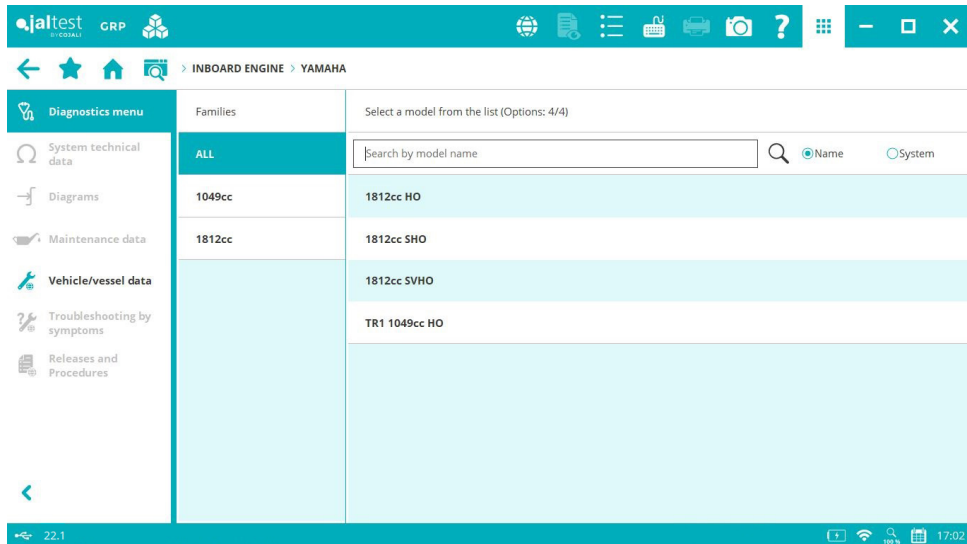 jaltest GRP
BY COJALI
> INBOARD ENGINE > YAMAHA
Diagnostics menu
System technical
data
Diagrams
Maintenance data
Vehicle/vessel data
Troubleshooting by
symptoms
Releases and
Procedures
Families
ALL
1049cc
1812cc
Select a model from the list (Options: 4/4)
Search by model name
Name
System
1812cc HO
1812cc SHO
1812cc SVHO
TR1 1049cc HO
22.1
100 %
17:02